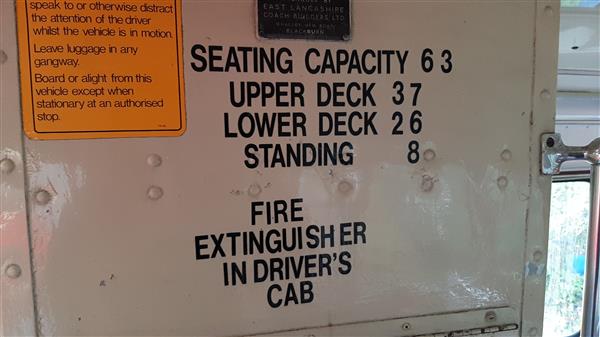 speak to or otherwise distract
the attention of the driver
whilst the vehicle is in motion.
Leave luggage in any
gangway.
Board or alight from this
vehicle except when
stationary at an authorised
stop.
EAST LANCASHIRE
COACH BUILDERS LTD
BLACKBURN
SEATING CAPACITY 63
UPPER DECK 37
LOWER DECK 26
STANDING 8
FIRE
EXTINGUISHER
IN DRIVER'S
CAB